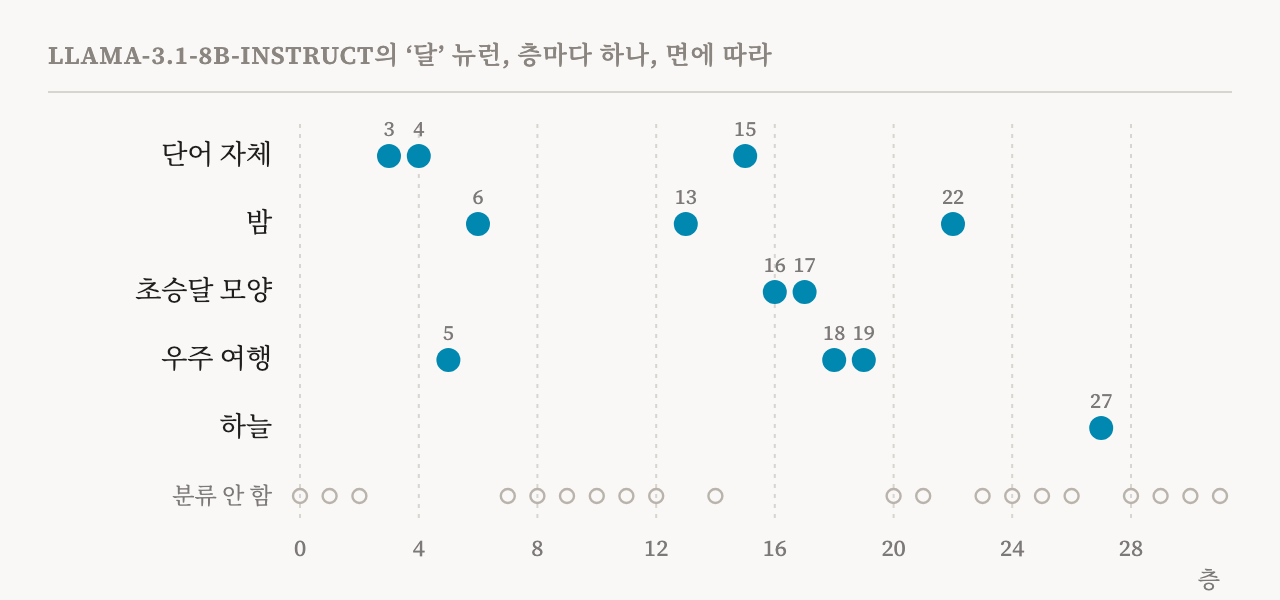 LLAMA-3.1-8B-INSTRUCT의 ‘달’ 뉴런, 층마다 하나, 면에 따라
3 4 15
단어 자체
6 13 22
밤
16 17
초승달 모양
5 18 19
우주 여행
27
하늘
분류 안 함
0 4 8 12 16 20 24 28
층